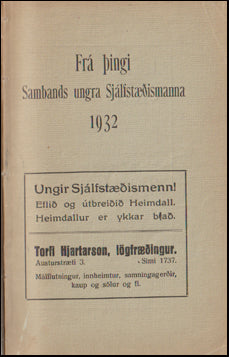 Frá þingi
Sambands ungra Sjálfstæðismanna
1932
Ungir Sjálfstæðismenn!
Eflið og útbreiðið Heimdall.
Heimdallur er ykkar blað.
Torfi Hjartarson, lögfræðingur.
Austurstræti 3. - Sími 1737.
Málflutningur, innheimtur, samningagerðir,
kaup og sölur og fl.